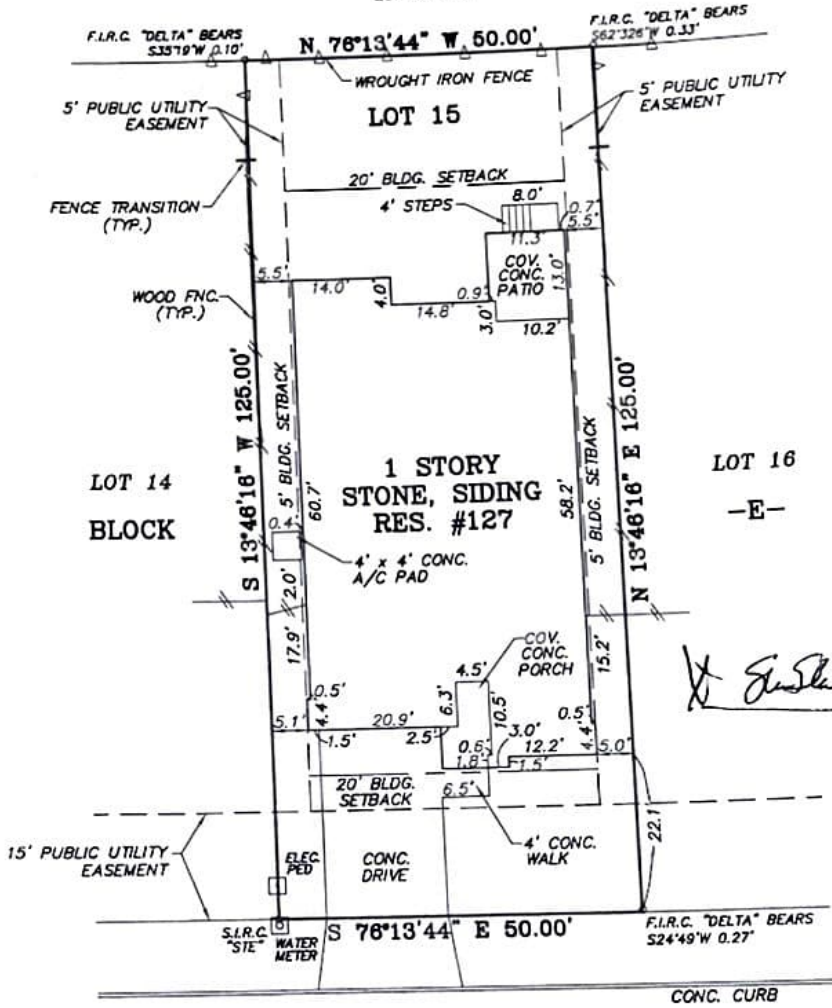 F.I.R.C. "DELTA" BEARS
S35°19'W 0.10'
N 76°13'44" W 50.00'
F.I.R.C. "DELTA" BEARS
S62°32'6"W 0.33'
WROUGHT IRON FENCE
5' PUBLIC UTILITY
EASEMENT
LOT 15
5' PUBLIC UTILITY
EASEMENT
20' BLDG. SETBACK
FENCE TRANSITION
(TYP.)
4' STEPS
8.0'
0.7'
5.5'
11.3'
COV.
CONC.
PATIO
13.0'
5.5'
14.0'
4.0'
0.9'
14.8'
3.0'
10.2'
WOOD FNC.
(TYP.)
S 13°46'16" W 125.00'
5' BLDG. SETBACK
60.7'
LOT 14
BLOCK
1 STORY
STONE, SIDING
RES. #127
58.2'
5' BLDG. SETBACK
N 13°46'16" E 125.00'
LOT 16
-E-
0.4'
4' x 4' CONC.
A/C PAD
2.0'
17.9'
COV.
CONC.
PORCH
4.5'
6.3'
10.5'
15.2'
0.5'
4.4'
5.1'
1.5'
20.9'
2.5'
0.6'
1.8'
3.0'
12.2'
1.5'
0.5'
4.4'
5.0'
20' BLDG.
SETBACK
6.5'
4' CONC.
WALK
22.1
15' PUBLIC UTILITY
EASEMENT
ELEC.
PED
CONC.
DRIVE
S.I.R.C.
"STE"
WATER
METER
S 76°13'44" E 50.00'
F.I.R.C. "DELTA" BEARS
S24°49'W 0.27'
CONC. CURB